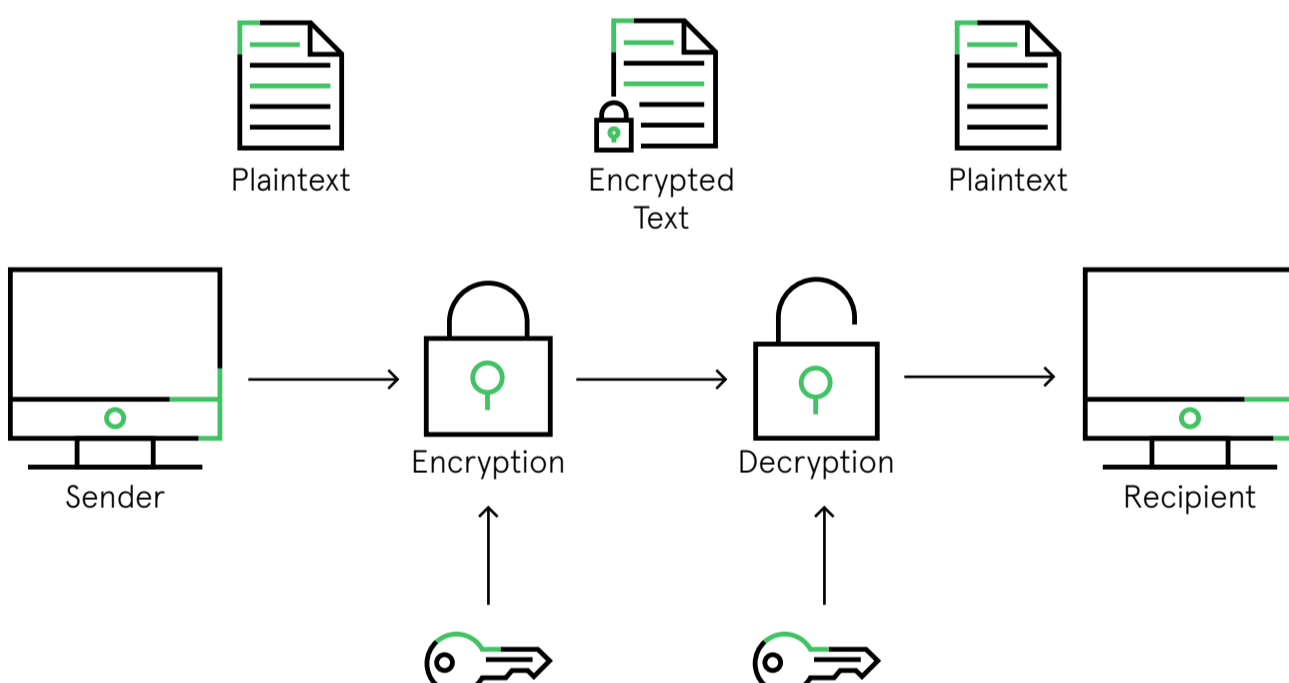 Plaintext
Encrypted
Text
Plaintext
Encryption
Decryption
Sender
Recipient